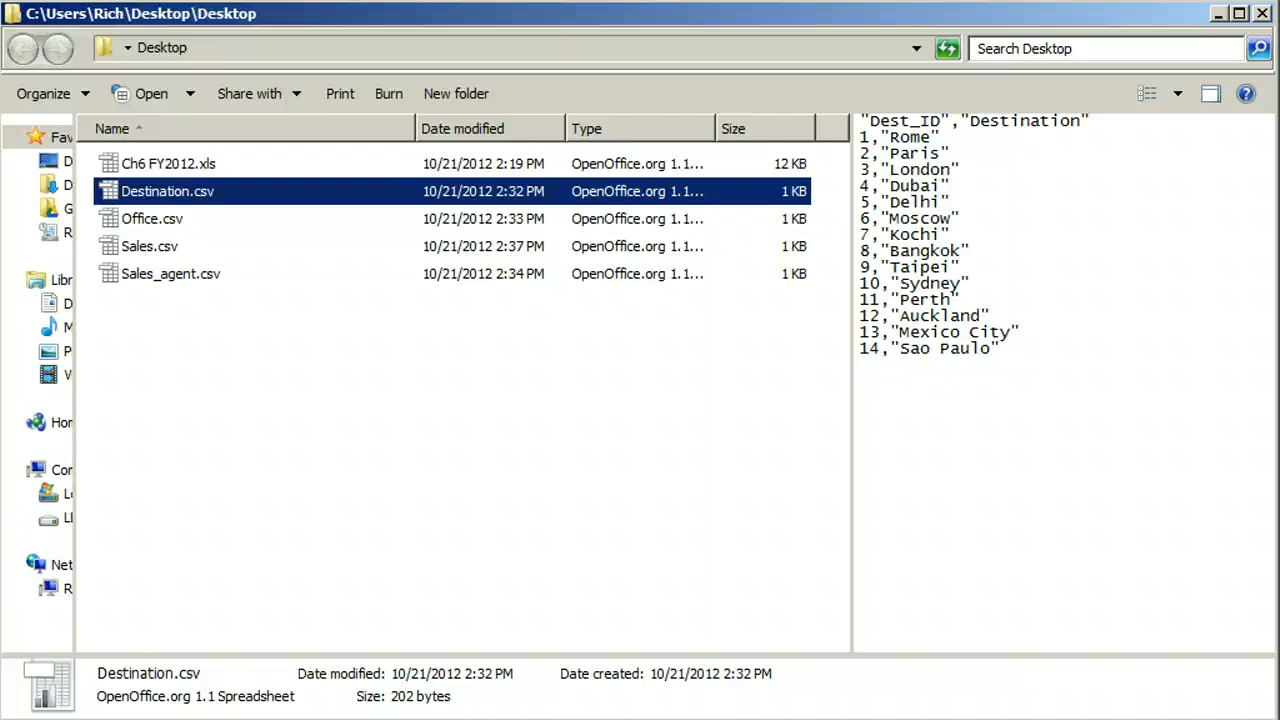 C:\Users\Rich\Desktop\Desktop
Desktop
Search Desktop
Organize Open Share with Print Burn New folder
Name Date modified Type Size
Ch6 FY2012.xls 10/21/2012 2:19 PM OpenOffice.org 1.1... 12 KB
Destination.csv 10/21/2012 2:32 PM OpenOffice.org 1.1... 1 KB
Office.csv 10/21/2012 2:33 PM OpenOffice.org 1.1... 1 KB
Sales.csv 10/21/2012 2:37 PM OpenOffice.org 1.1... 1 KB
Sales_agent.csv 10/21/2012 2:34 PM OpenOffice.org 1.1... 1 KB
Fav
D
D
G
R
Libr
D
M
P
V
Hor
Co
Lo
LE
Net
R
"Dest_ID","Destination"
1,"Rome"
2,"Paris"
3,"London"
4,"Dubai"
5,"Delhi"
6,"Moscow"
7,"Kochi"
8,"Bangkok"
9,"Taipei"
10,"Sydney"
11,"Perth"
12,"Auckland"
13,"Mexico City"
14,"Sao Paulo"
Destination.csv Date modified: 10/21/2012 2:32 PM Date created: 10/21/2012 2:32 PM
OpenOffice.org 1.1 Spreadsheet Size: 202 bytes